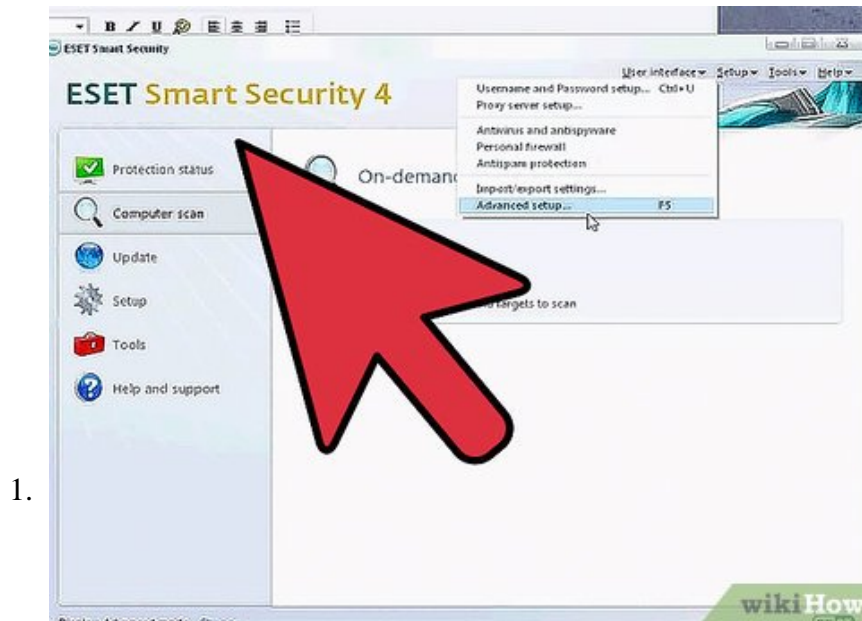 B U
ESET Smart Security
User interface Setup Tools Help
ESET Smart Security 4
Username and Password setup... Ctrl+U
Proxy server setup...
Antivirus and antispyware
Personal firewall
Antispam protection
Import/export settings...
Advanced setup... F5
Protection status
On-demand
Computer scan
Update
Setup
targets to scan
Tools
Help and support
1.
wikiHow